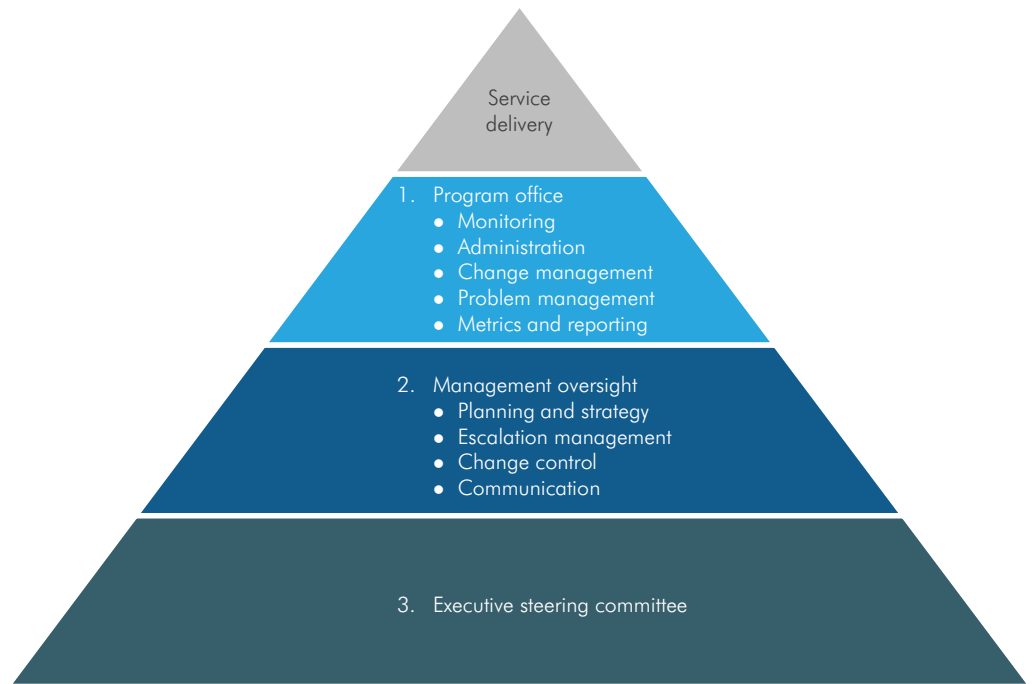 Service
delivery
1. Program office
● Monitoring
● Administration
● Change management
● Problem management
● Metrics and reporting
2. Management oversight
● Planning and strategy
● Escalation management
● Change control
● Communication
3. Executive steering committee